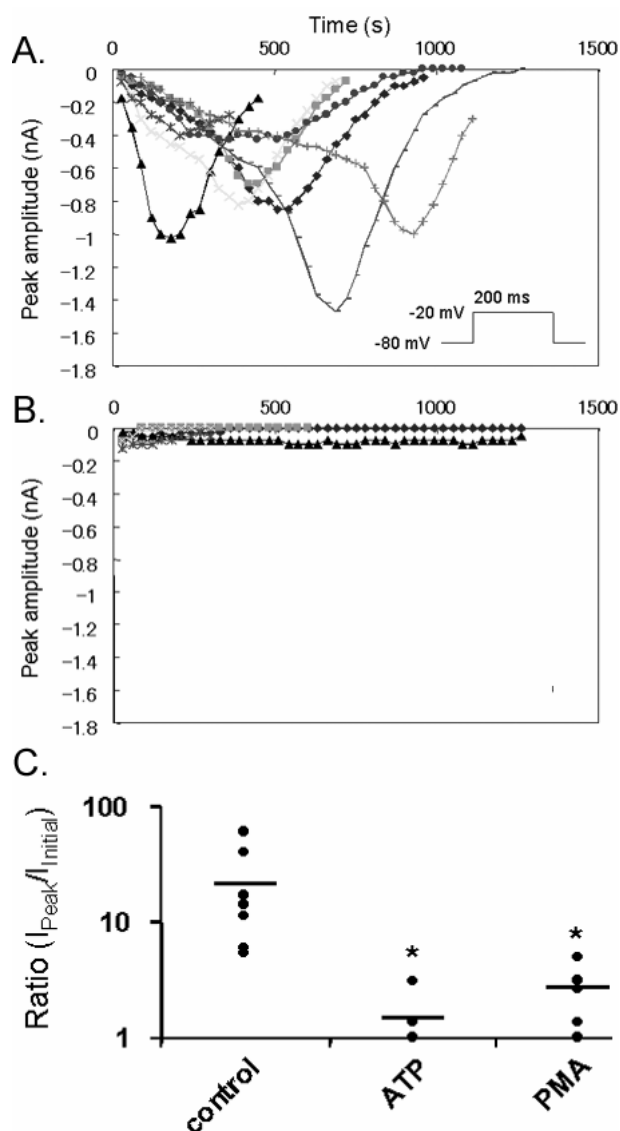 Time (s)
A.
0 500 1000 1500
0
−0.2
−0.4
−0.6
−0.8
−1
−1.2
−1.4
−1.6
−1.8
Peak amplitude (nA)
200 ms
-20 mV
-80 mV
B.
0 500 1000 1500
0
−0.2
−0.4
−0.6
−0.8
−1
−1.2
−1.4
−1.6
−1.8
Peak amplitude (nA)
C.
Ratio (IPeak/IInitial)
100
10
1
*
*
control
ATP
PMA